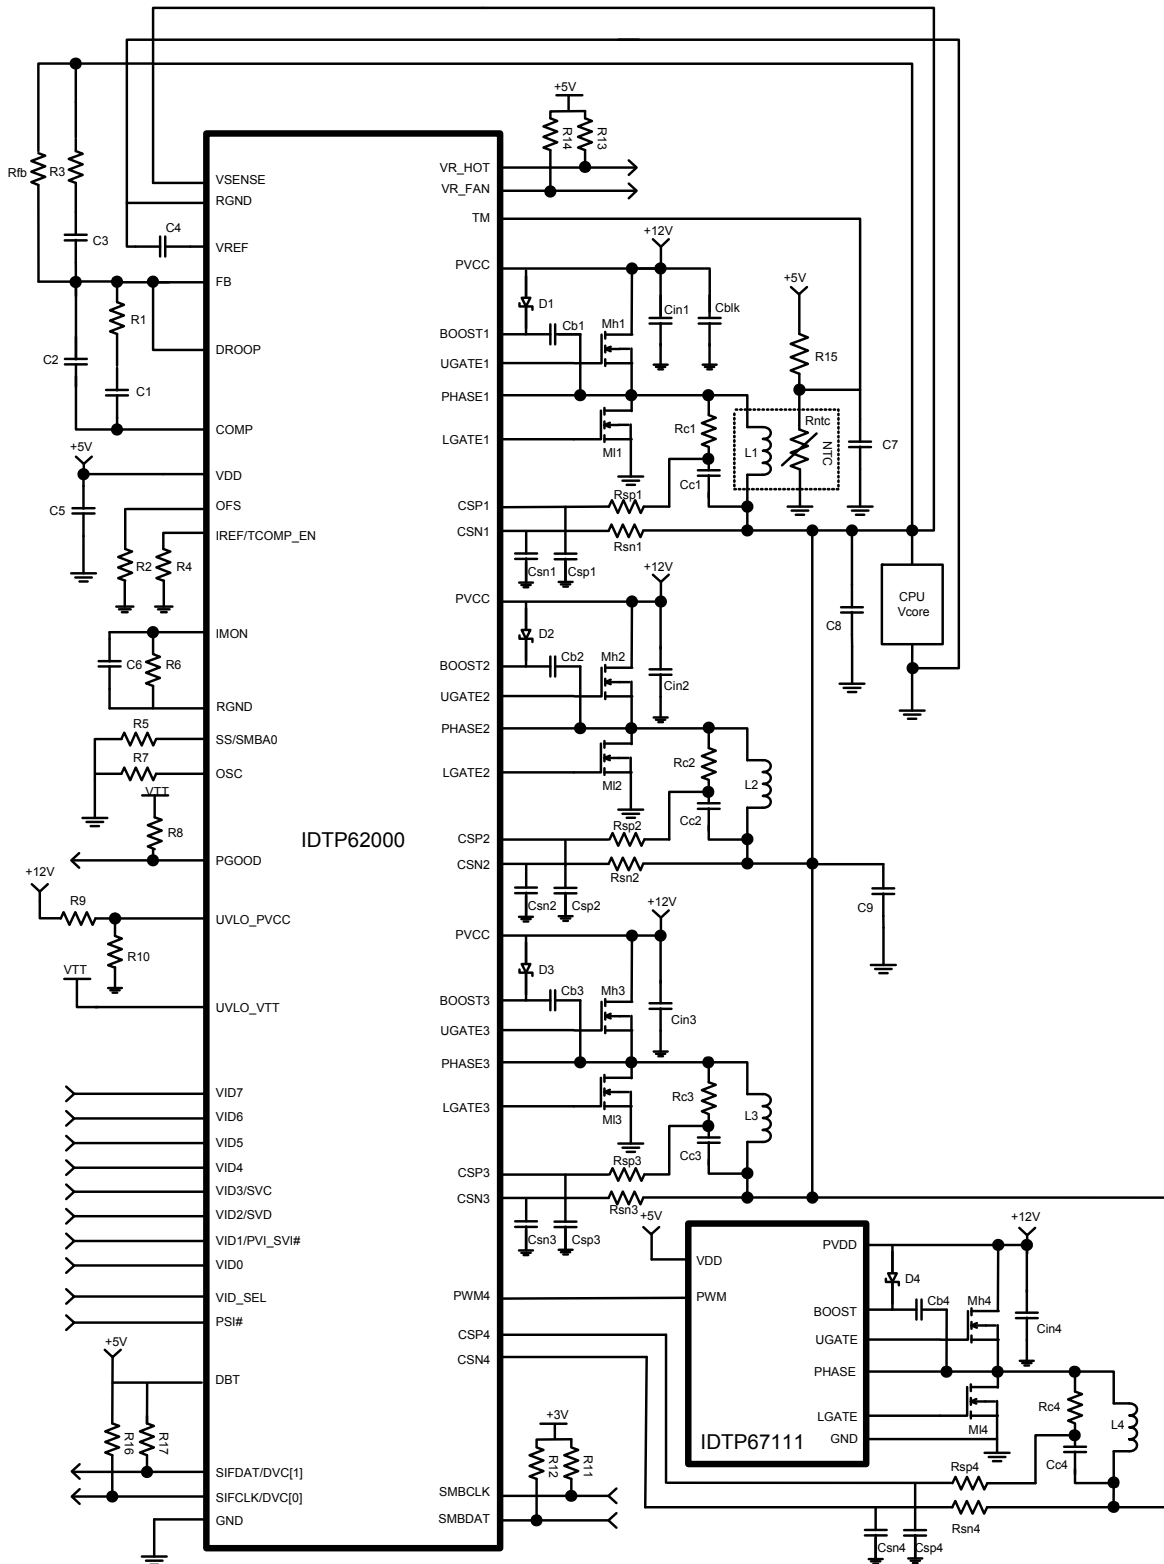 +5V
R14
R13
Rfb
R3
C3
C4
VSENSE
RGND
VREF
FB
DROOP
COMP
R1
C2
C1
+5V
VDD
C5
OFS
IREF/TCOMP_EN
R2
R4
IMON
C6
R6
RGND
R5
SS/SMBA0
R7
OSC
VTT
R8
PGOOD
+12V
R9
UVLO_PVCC
R10
VTT
UVLO_VTT
VID7
VID6
VID5
VID4
VID3/SVC
VID2/SVD
VID1/PVI_SVI#
VID0
VID_SEL
PSI#
+5V
DBT
R16
R17
SIFDAT/DVC[1]
SIFCLK/DVC[0]
GND
IDTP62000
VR_HOT
VR_FAN
TM
+12V
PVCC
D1
Cin1
Cblk
+5V
BOOST1
Cb1
Mh1
UGATE1
R15
PHASE1
LGATE1
Ml1
Rc1
L1
Rntc
NTC
C7
Cc1
CSP1
Rsp1
CSN1
Rsn1
Csn1
Csp1
+12V
PVCC
D2
C8
CPU
Vcore
BOOST2
Cb2
Mh2
Cin2
UGATE2
PHASE2
LGATE2
Ml2
Rc2
L2
Cc2
CSP2
Rsp2
CSN2
Rsn2
Csn2
Csp2
C9
+12V
PVCC
D3
BOOST3
Cb3
Mh3
Cin3
UGATE3
PHASE3
LGATE3
Ml3
Rc3
L3
Cc3
CSP3
Rsp3
CSN3
Rsn3
Csn3
Csp3
+5V
+12V
VDD
PVDD
D4
PWM4
PWM
BOOST
Cb4
Mh4
Cin4
UGATE
CSP4
CSN4
PHASE
LGATE
Ml4
Rc4
L4
GND
IDTP67111
Cc4
+3V
R12
R11
Rsp4
SMBCLK
Rsn4
SMBDAT
Csn4
Csp4